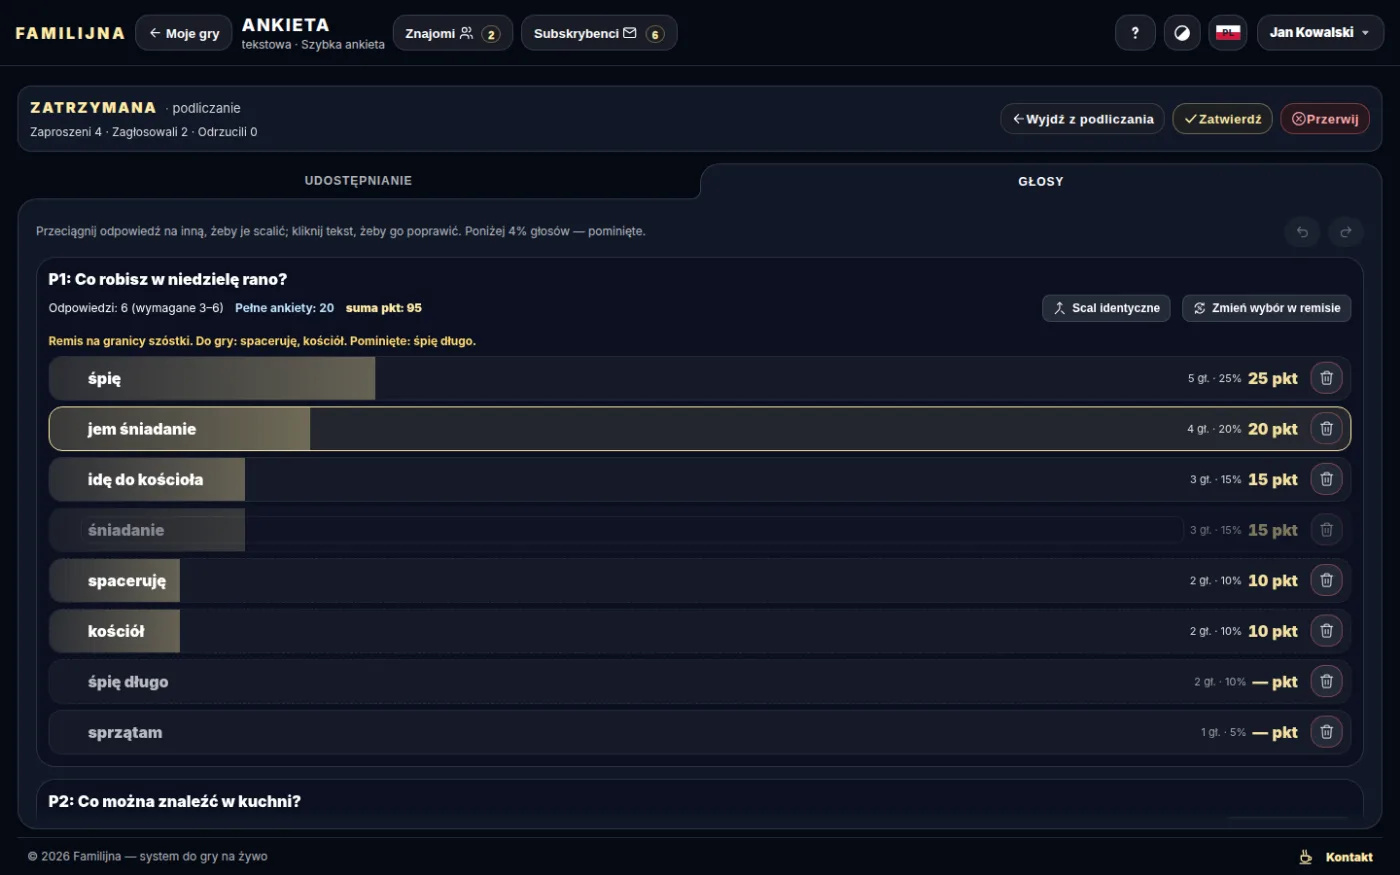 FAMILIJNA
← Moje gry
ANKIETA
tekstowa · Szybka ankieta
Znajomi 2
Subskrybenci 6
?
PL
Jan Kowalski
ZATRZYMANA · podliczanie
Zaproszeni 4 · Zagłosowali 2 · Odrzucili 0
←Wyjdź z podliczania
Zatwierdź
Przerwij
UDOSTĘPNIANIE
GŁOSY
Przeciągnij odpowiedź na inną, żeby je scalić; kliknij tekst, żeby go poprawić. Poniżej 4% głosów — pominięte.
P1: Co robisz w niedzielę rano?
Odpowiedzi: 6 (wymagane 3–6) Pełne ankiety: 20 suma pkt: 95
Scal identyczne
Zmień wybór w remisie
Remis na granicy szóstki. Do gry: spaceruję, kościół. Pominięte: śpię długo.
śpię 5 gł. · 25% 25 pkt
jem śniadanie 4 gł. · 20% 20 pkt
idę do kościoła 3 gł. · 15% 15 pkt
śniadanie 3 gł. · 15% 15 pkt
spaceruję 2 gł. · 10% 10 pkt
kościół 2 gł. · 10% 10 pkt
śpię długo 2 gł. · 10% — pkt
sprzątam 1 gł. · 5% — pkt
P2: Co można znaleźć w kuchni?
© 2026 Familijna — system do gry na żywo
Kontakt